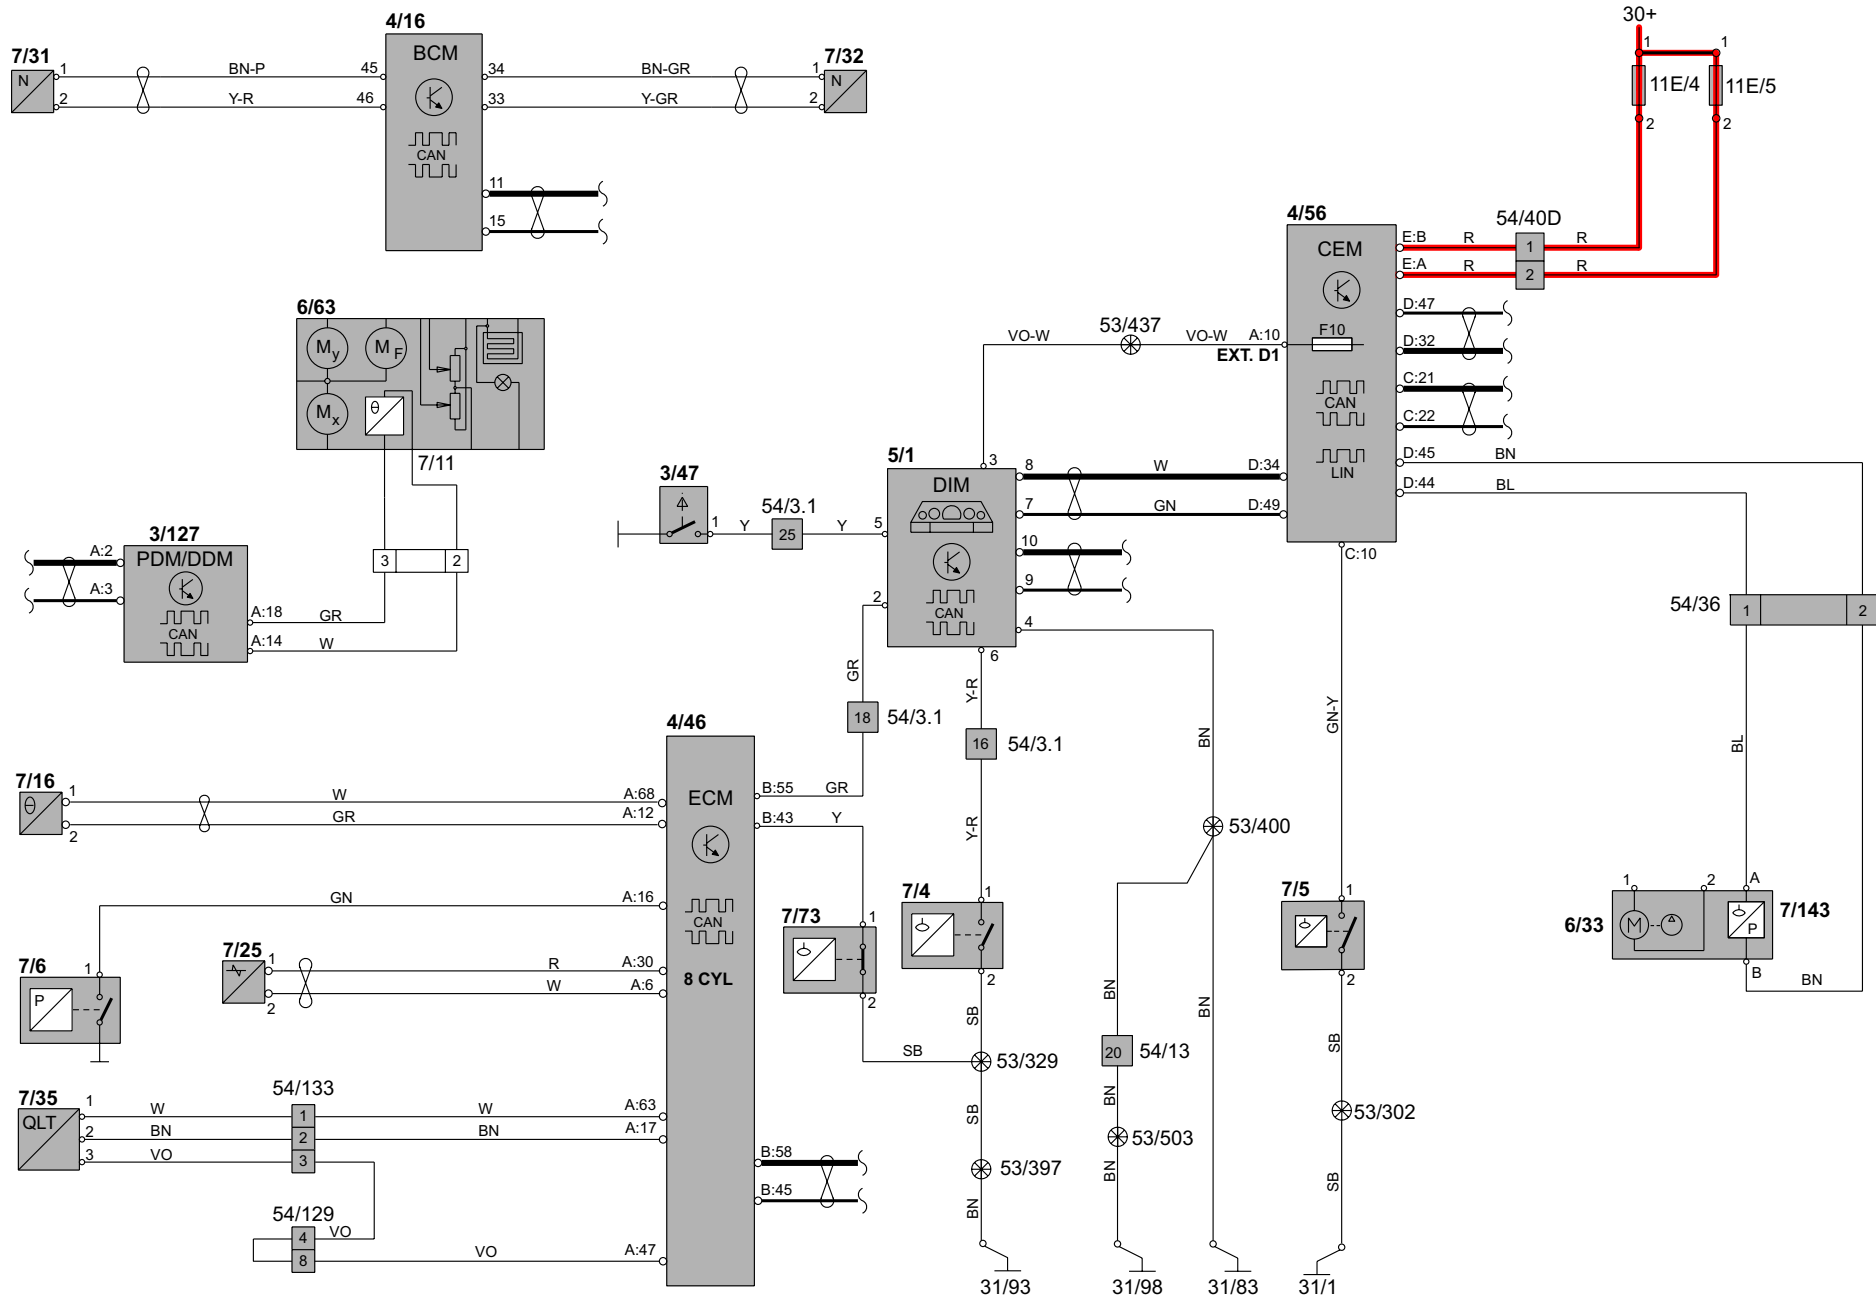 30+
4/16
7/31
BCM
7/32
1
BN-P
45
34
BN-GR
1
N
N
2
Y-R
46
33
Y-GR
2
CAN
11
15
1
1
11E/4
11E/5
2
2
4/56
54/40D
CEM
E:B
R
1
R
E:A
R
2
R
D:47
F10
D:32
53/437
VO-W
VO-W
A:10
EXT. D1
C:21
CAN
C:22
D:45
BN
LIN
D:44
BL
C:10
6/63
My
MF
θ
Mx
7/11
3/127
PDM/DDM
A:2
A:3
CAN
A:18
GR
A:14
W
3
2
3/47
1
Y
54/3.1
25
Y
5
5/1
3
DIM
8
W
D:34
7
GN
D:49
10
9
CAN
2
4
6
GR
18
54/3.1
Y-R
16
54/3.1
Y-R
BN
53/400
BN
GN-Y
54/36
1
2
BL
4/46
ECM
CAN
8 CYL
7/16
θ
1
W
A:68
2
GR
A:12
B:55
GR
B:43
Y
GN
A:16
7/6
1
P
7/25
1
R
A:30
2
W
A:6
7/73
1
2
7/4
1
2
SB
SB
53/329
SB
53/397
BN
31/93
BN
20
54/13
BN
53/503
BN
31/98
31/83
7/5
1
2
SB
53/302
SB
31/1
6/33
1
2
A
M
P
7/143
B
BN
7/35
QLT
54/133
1
W
1
W
A:63
2
BN
2
BN
A:17
3
VO
3
54/129
4
VO
8
VO
A:47
B:58
B:45